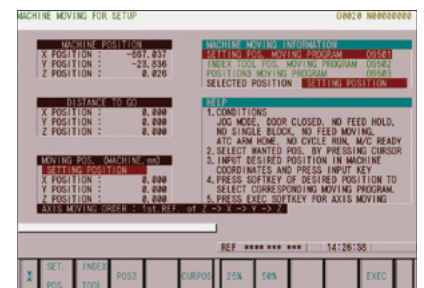 MACHINE MOVING FOR SETUP O0020 N00000000
MACHINE POSITION
X POSITION : -687.037
Y POSITION : -23.836
Z POSITION : 0.026
MACHINE MOVING INFORMATION
SETTING POS. MOVING PROGRAM O9501
INDEX TOOL POS. MOVING PROGRAM O9502
POSITION3 MOVING PROGRAM O9503
SELECTED POSITION : SETTING POSITION
DISTANCE TO GO
X POSITION : 0.000
Y POSITION : 0.000
Z POSITION : 0.000
HELP
1. CONDITIONS
JOG MODE, DOOR CLOSED, NO FEED HOLD,
NO SINGLE BLOCK, NO FEED MOVING,
ATC ARM HOME, NO CYCLE RUN, M/C READY
2. SELECT WANTED POS. BY PRESSING CURSOR
3. INPUT DESIRED POSITION IN MACHINE
COORDINATES AND PRESS INPUT KEY
4. PRESS SOFTKEY OF DESIRED POSITION TO
SELECT CORRESPONDING MOVING PROGRAM.
5. PRESS EXEC SOFTKEY FOR AXIS MOVING
MOVING POS. (MACHINE,mm)
SETTING POSITION
X POSITION : 0.000
Y POSITION : 0.000
Z POSITION : 0.000
AXIS MOVING ORDER : 1st.REF. of Z -> X -> Y -> Z
REF **** *** *** 14:26:38
SET. POS.
INDEX TOOL
POS3
CURPOS
25%
50%
EXEC